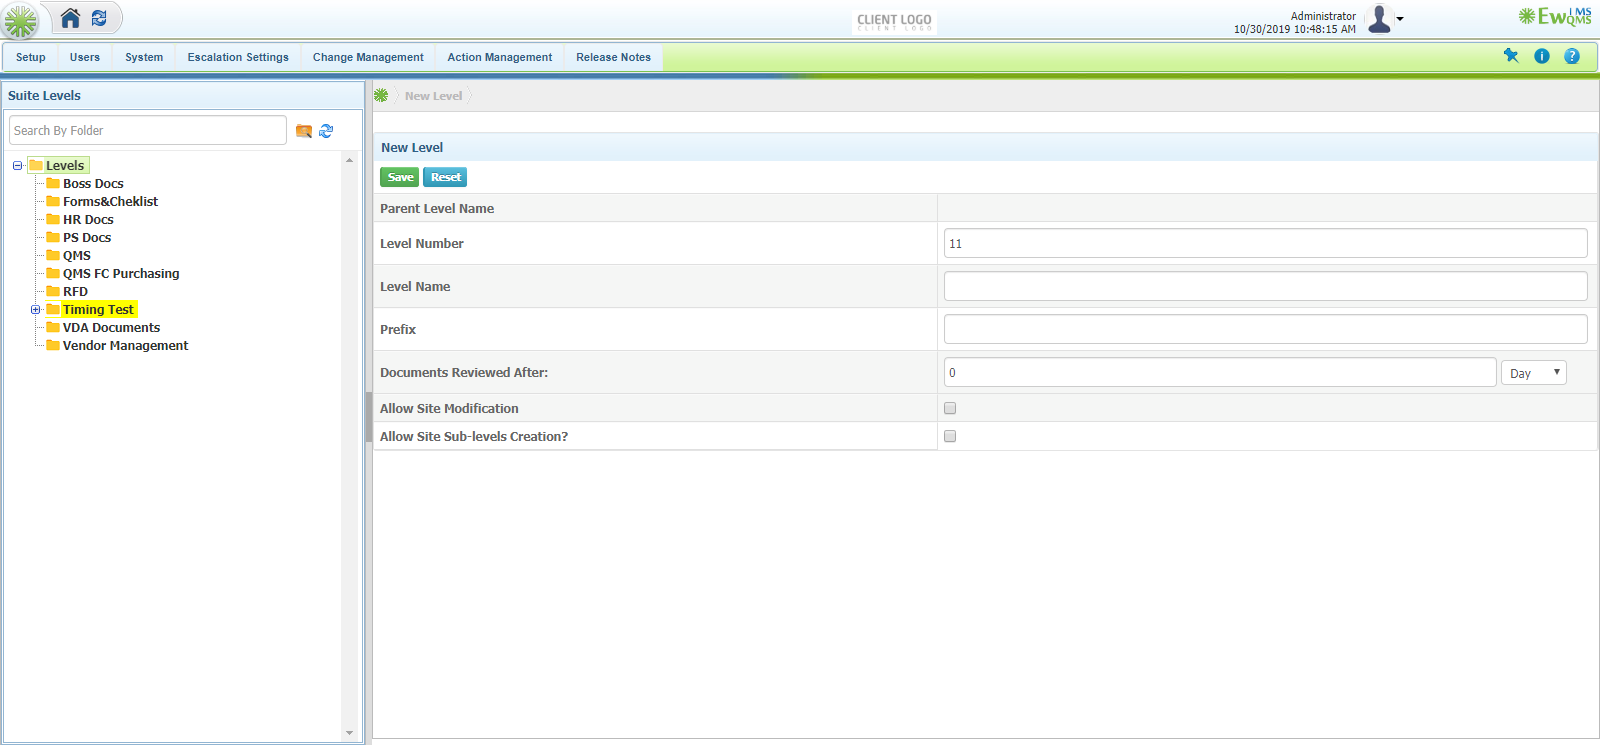 CLIENT LOGO
CLIENT LOGO
Administrator
10/30/2019 10:48:15 AM
EwQMS
IMS
Setup
Users
System
Escalation Settings
Change Management
Action Management
Release Notes
Suite Levels
Search By Folder
Levels
Boss Docs
Forms&Cheklist
HR Docs
PS Docs
QMS
QMS FC Purchasing
RFD
Timing Test
VDA Documents
Vendor Management
New Level
New Level
Save Reset
Parent Level Name
Level Number 11
Level Name
Prefix
Documents Reviewed After: 0 Day
Allow Site Modification
Allow Site Sub-levels Creation?